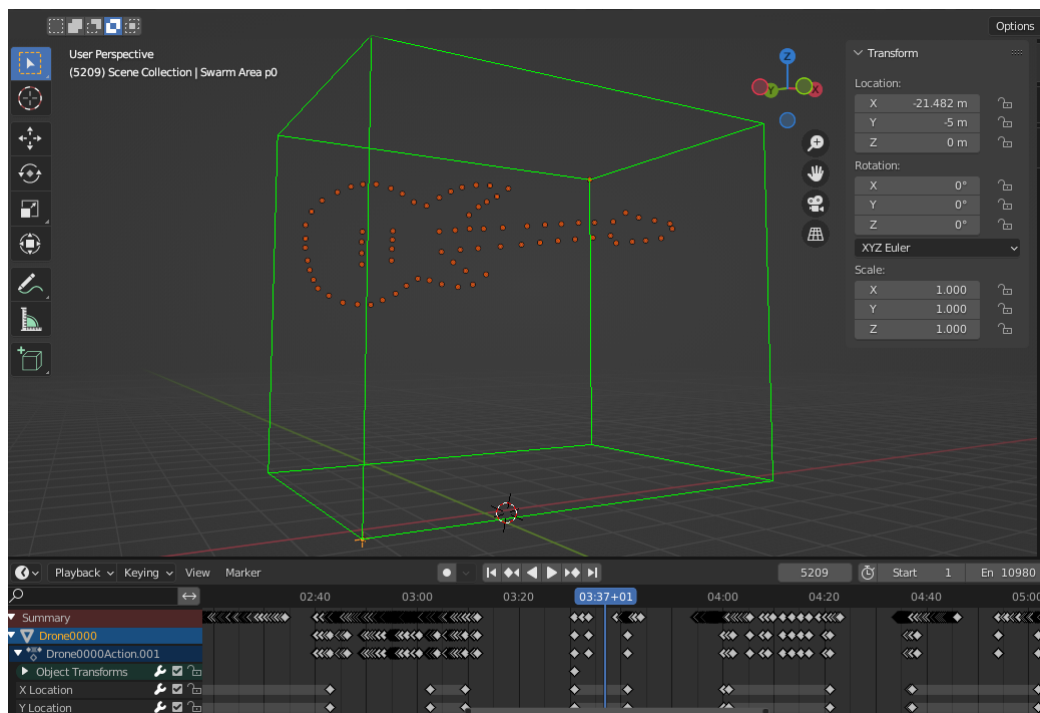 Options
User Perspective
(5209) Scene Collection | Swarm Area p0
Z
Y
X
Transform
Location:
X -21.482 m
Y -5 m
Z 0 m
Rotation:
X 0°
Y 0°
Z 0°
XYZ Euler
Scale:
X 1.000
Y 1.000
Z 1.000
Playback Keying View Marker 5209 Start 1 En 10980
02:40 03:00 03:20 03:37+01 04:00 04:20 04:40 05:00
Summary
Drone0000
Drone0000Action.001
Object Transforms
X Location
Y Location